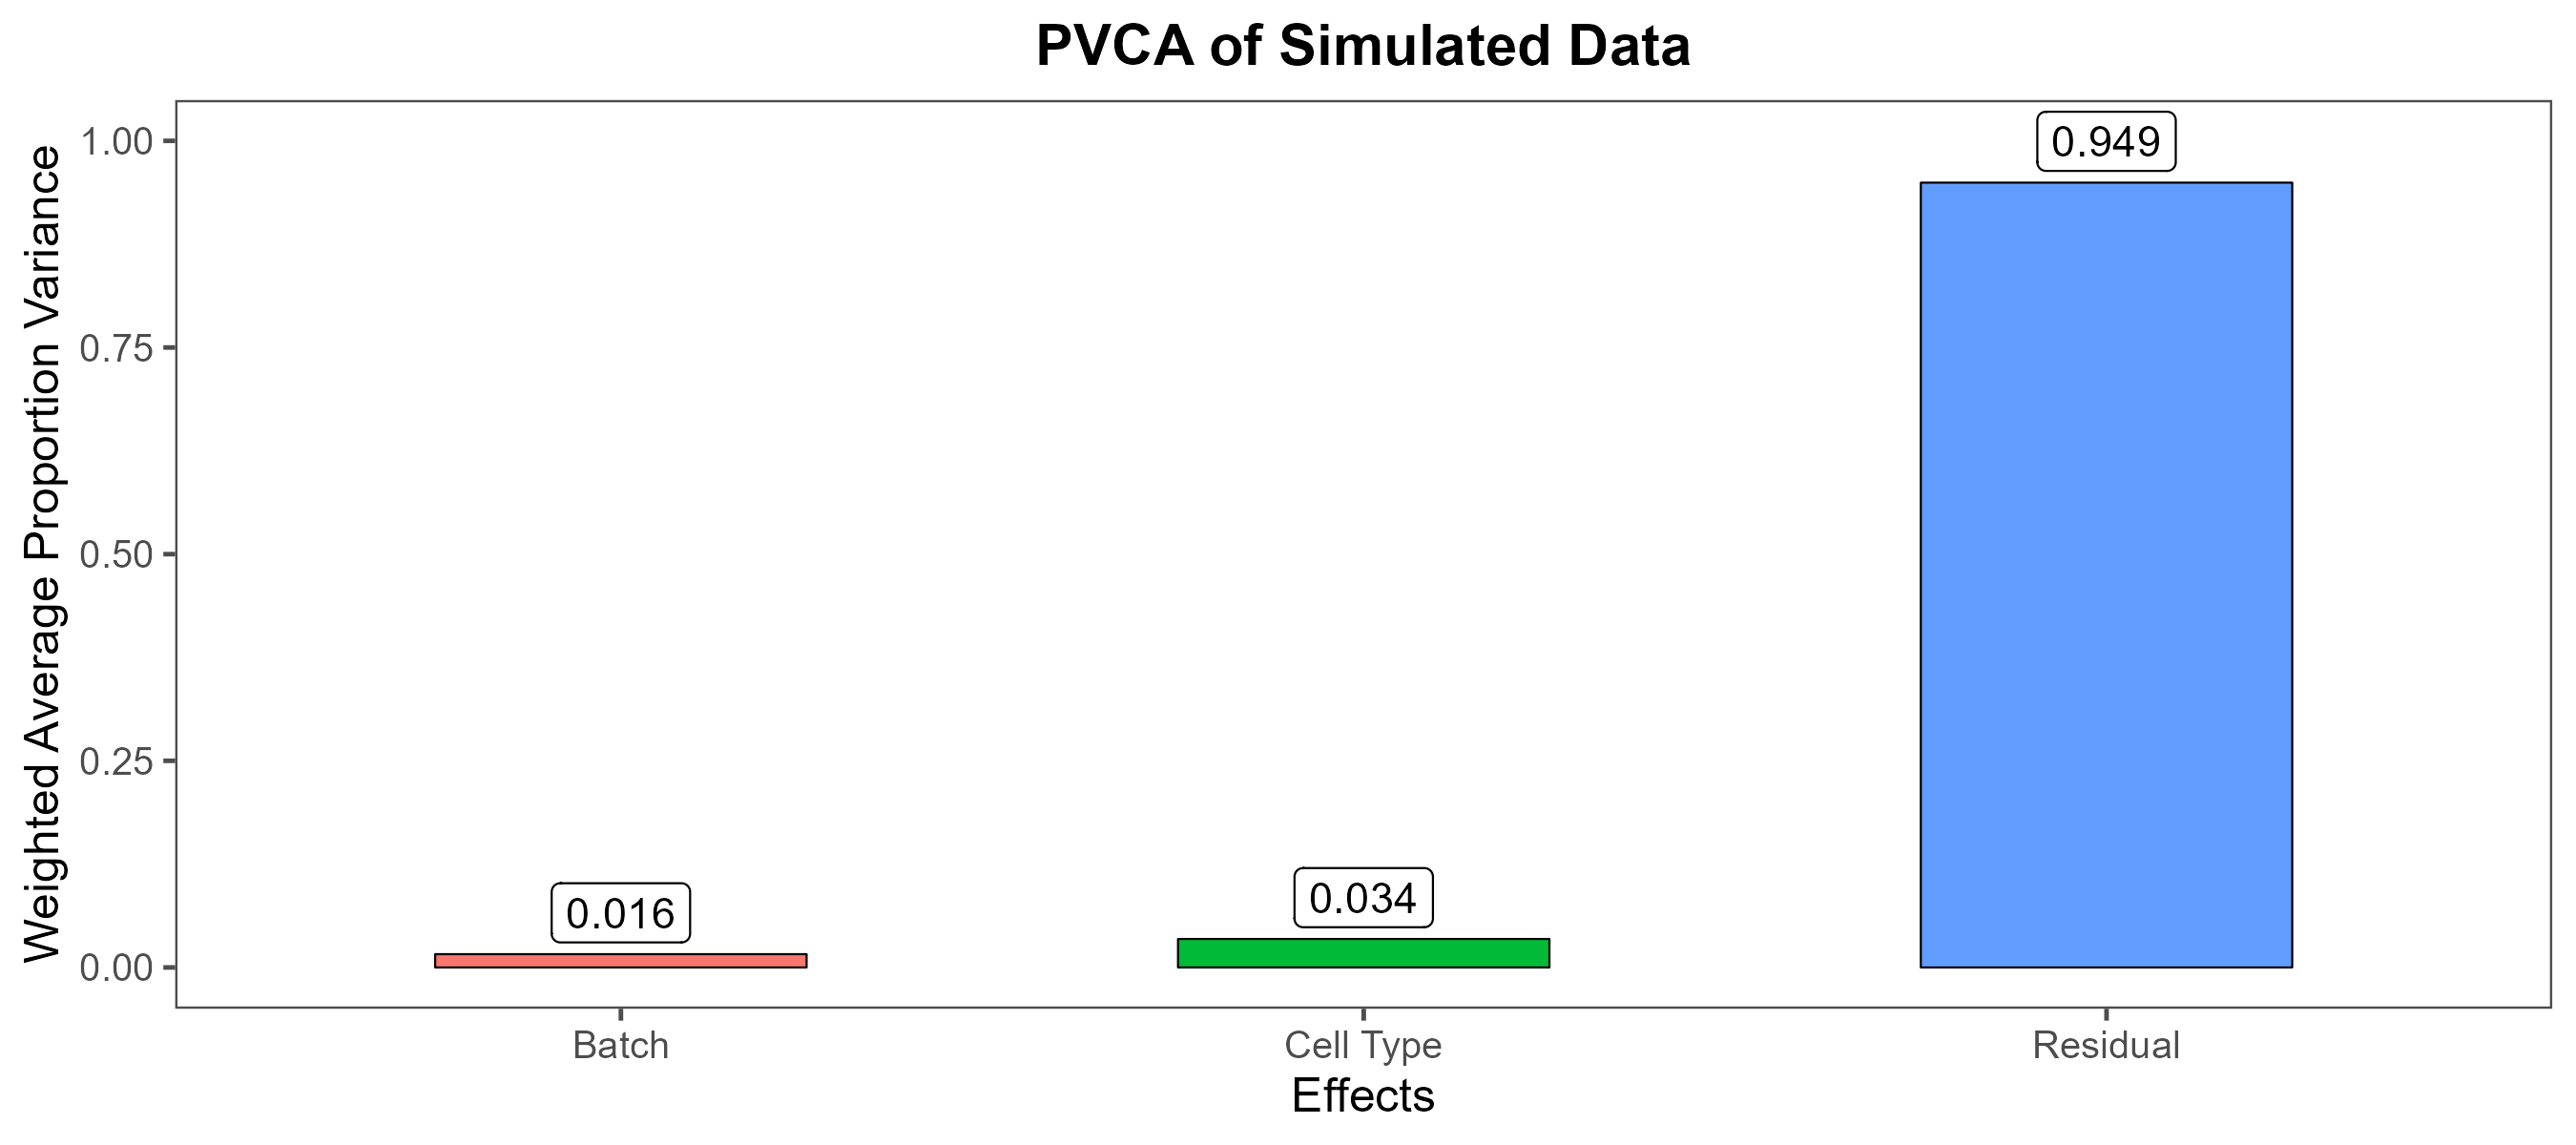 PVCA of Simulated Data
Weighted Average Proportion Variance
1.00
0.75
0.50
0.25
0.00
0.016
0.034
0.949
Batch
Cell Type
Residual
Effects